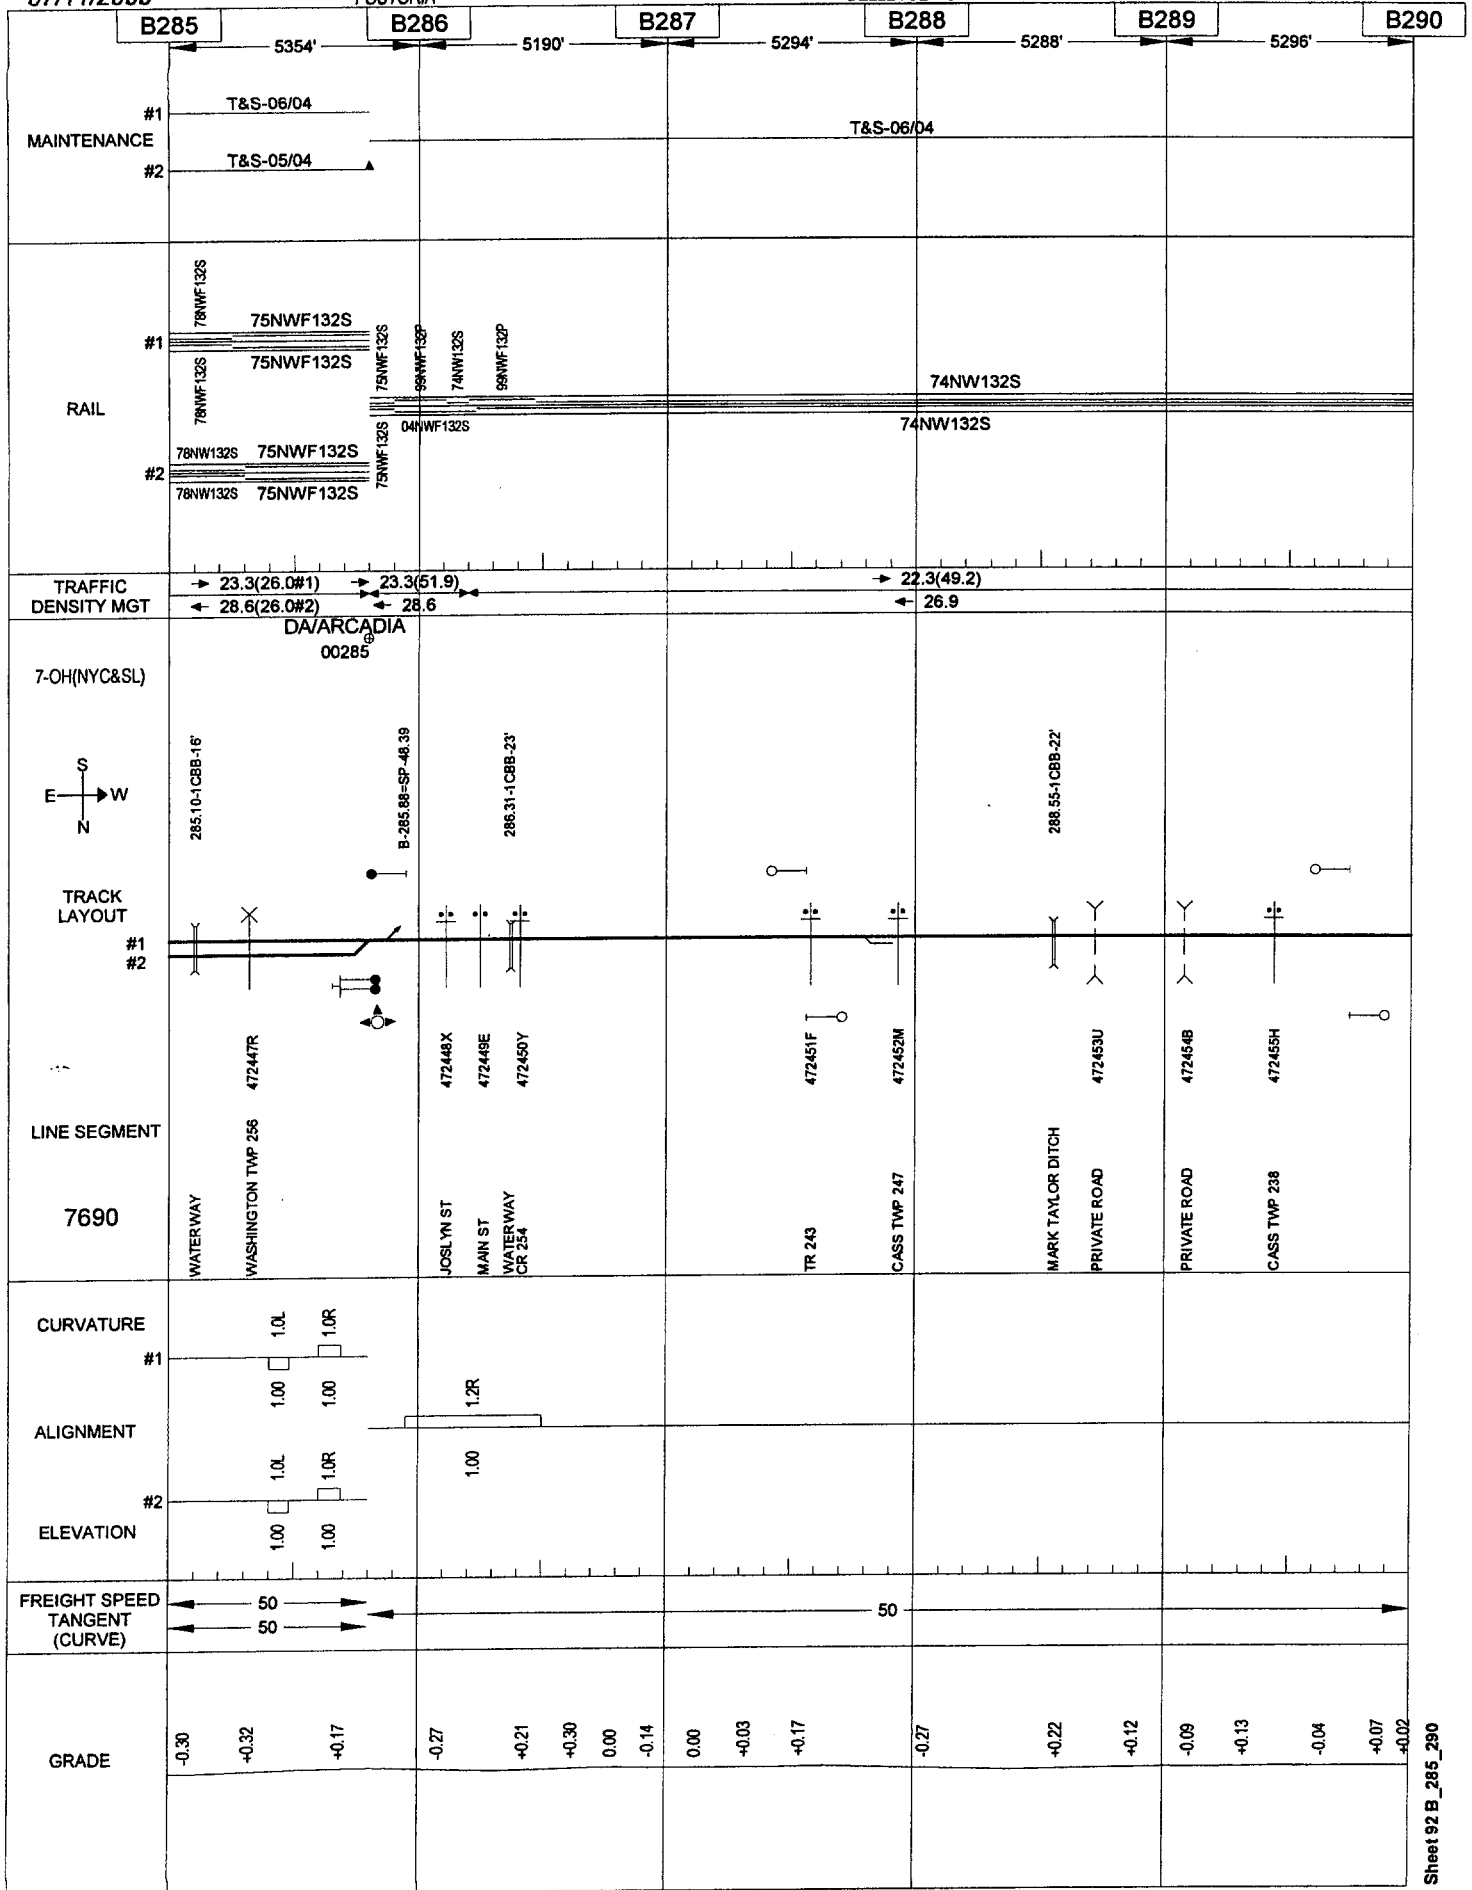 B285 B286 B287 B288 B289 B290
5354' 5190' 5294' 5288' 5296'
MAINTENANCE
#1 T&S-06/04
T&S-06/04
#2 T&S-05/04
RAIL
78NWF132S
75NWF132S
#1
75NWF132S
78NWF132S
75NWF132S
99NWF132P
74NW132S
99NWF132P
74NW132S
04NWF132S
74NW132S
75NWF132S
78NW132S 75NWF132S
#2
78NW132S 75NWF132S
TRAFFIC
DENSITY MGT
23.3(26.0#1) 23.3(51.9) 22.3(49.2)
28.6(26.0#2) 28.6 26.9
DA/ARCADIA
00285
7-OH(NYC&SL)
S
E W
N
285.10-1CBB-16'
B-285.88=SP-48.39
286.31-1CBB-23'
288.55-1CBB-22'
TRACK
LAYOUT
#1
#2
472447R
472448X
472449E
472450Y
472451F
472452M
472453U
472454B
472455H
LINE SEGMENT
7690
WATERWAY
WASHINGTON TWP 256
JOSLYN ST
MAIN ST
WATERWAY
CR 254
TR 243
CASS TWP 247
MARK TAYLOR DITCH
PRIVATE ROAD
PRIVATE ROAD
CASS TWP 238
CURVATURE
#1
1.0L 1.0R
1.00 1.00
ALIGNMENT
1.2R
1.00
#2
1.0L 1.0R
1.00 1.00
ELEVATION
FREIGHT SPEED
TANGENT
(CURVE)
50
50
50
GRADE
-0.30 +0.32 +0.17 -0.27 +0.21 +0.30 0.00 -0.14 0.00 +0.03 +0.17 -0.27 +0.22 +0.12 -0.09 +0.13 -0.04 +0.07 +0.02
Sheet 92 B_285_290